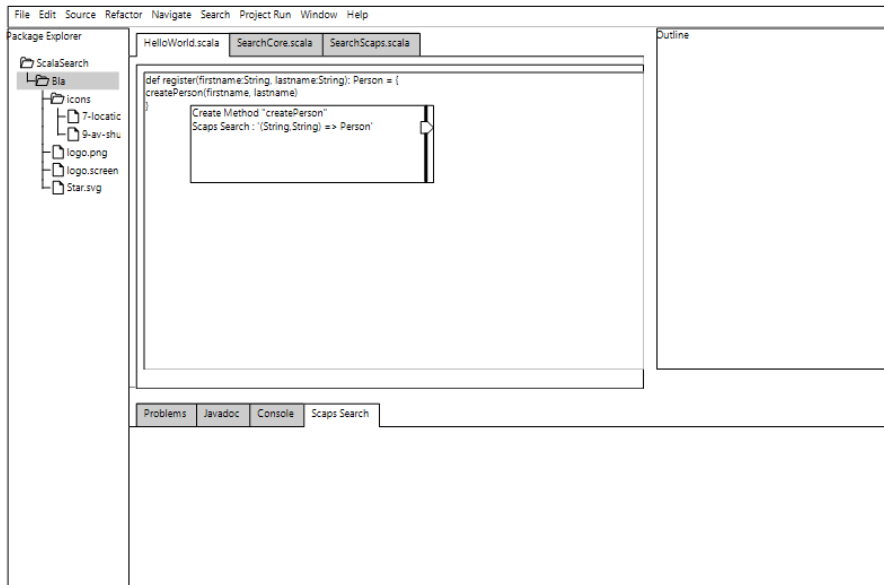 File Edit Source Refactor Navigate Search Project Run Window Help
Package Explorer
ScalaSearch
Bla
icons
7-locatic
9-av-shu
logo.png
logo.screen
Star.svg
HelloWorld.scala SearchCore.scala SearchScaps.scala
def register(firstname:String, lastname:String): Person = {
createPerson(firstname, lastname)
}
Create Method "createPerson"
Scaps Search : '(String,String) => Person'
Outline
Problems Javadoc Console Scaps Search